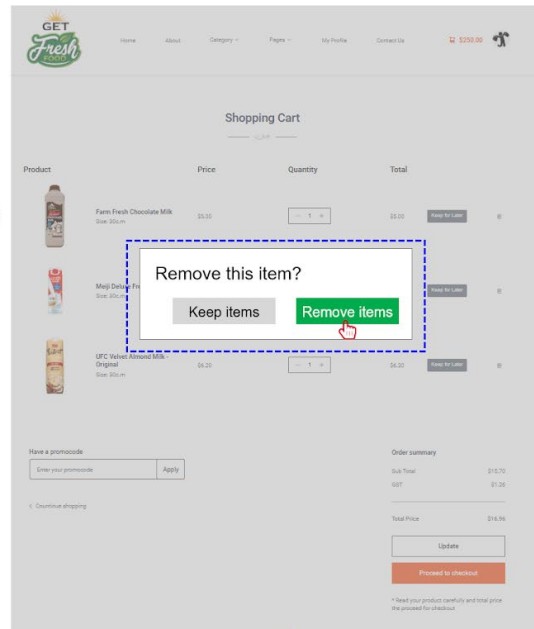 GET
Fresh
FOOD
Home About Category Pages My Profile Contact Us $250.00
Shopping Cart
Product Price Quantity Total
Farm Fresh Chocolate Milk
Size: 30c.m
$5.50 - 1 + $5.00 Keep for Later
Remove this item?
Keep items Remove items
Meiji Deluxe
Size: 30c.m
Keep for Later
UFC Velvet Almond Milk -
Original
Size: 30c.m
$6.20 - 1 + $6.20 Keep for Later
Have a promocode
Enter your promocode Apply
Countinue shopping
Order summary
Sub Total $15.70
GST $1.26
Total Price $16.96
Update
Proceed to checkout
* Read your product carefully and total price
the proceed for checkout